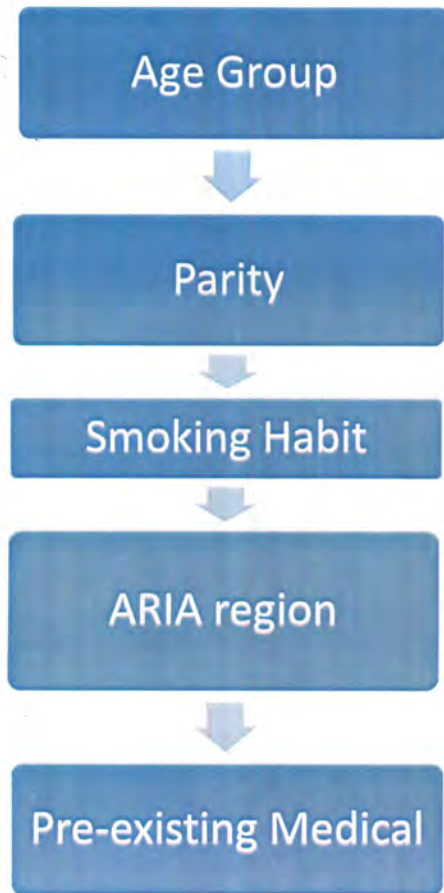 Age Group
Parity
Smoking Habit
ARIA region
Pre-existing Medical